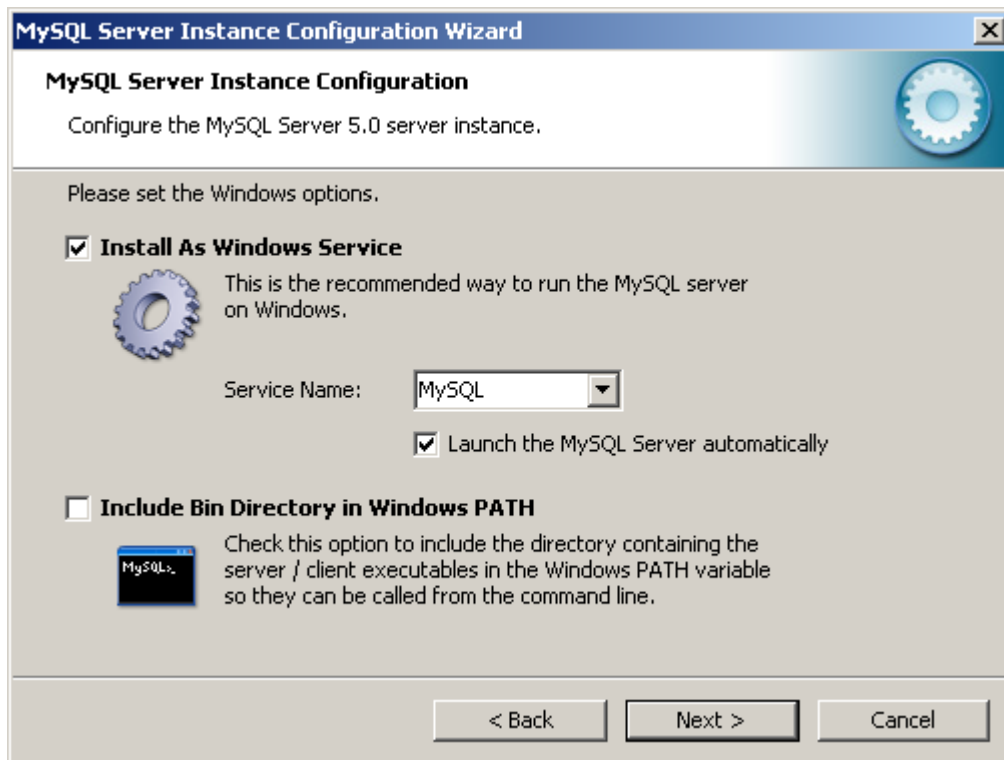 MySQL Server Instance Configuration Wizard
MySQL Server Instance Configuration
Configure the MySQL Server 5.0 server instance.
Please set the Windows options.
Install As Windows Service
This is the recommended way to run the MySQL server
on Windows.
Service Name: MySQL
Launch the MySQL Server automatically
Include Bin Directory in Windows PATH
MySQL>_
Check this option to include the directory containing the
server / client executables in the Windows PATH variable
so they can be called from the command line.
< Back Next > Cancel